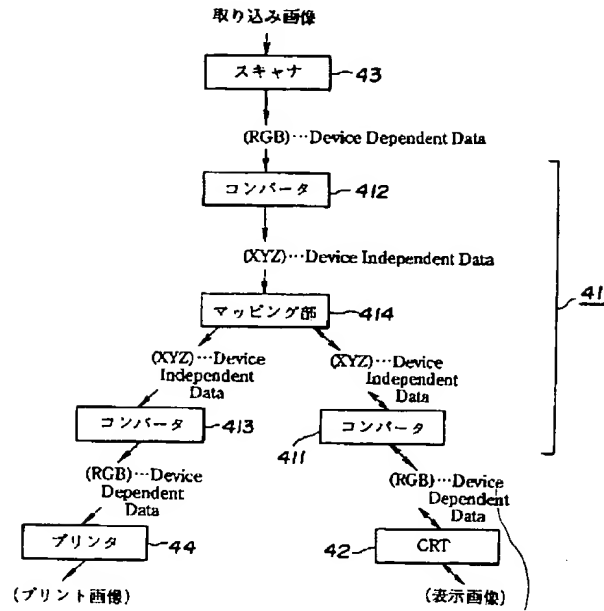 取り込み画像
スキャナ 43
(RGB)…Device Dependent Data
コンバータ 412
(XYZ)…Device Independent Data
41
マッピング部 414
(XYZ)…Device
Independent
Data
(XYZ)…Device
Independent
Data
コンバータ 413
411 コンバータ
(RGB)…Device
Dependent
Data
(RGB)…Device
Dependent
Data
プリンタ 44
42 CRT
(プリント画像)
(表示画像)